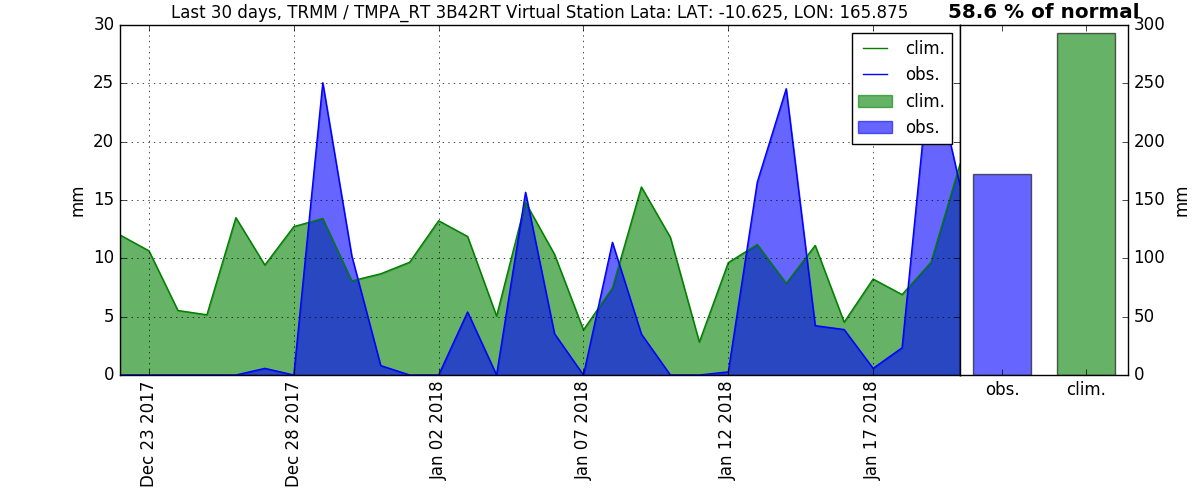 Last 30 days, TRMM / TMPA_RT 3B42RT Virtual Station Lata: LAT: -10.625, LON: 165.875
58.6 % of normal
30
25
20
15
10
5
0
mm
clim.
obs.
clim.
obs.
Dec 23 2017
Dec 28 2017
Jan 02 2018
Jan 07 2018
Jan 12 2018
Jan 17 2018
300
250
200
150
100
50
0
mm
obs.
clim.